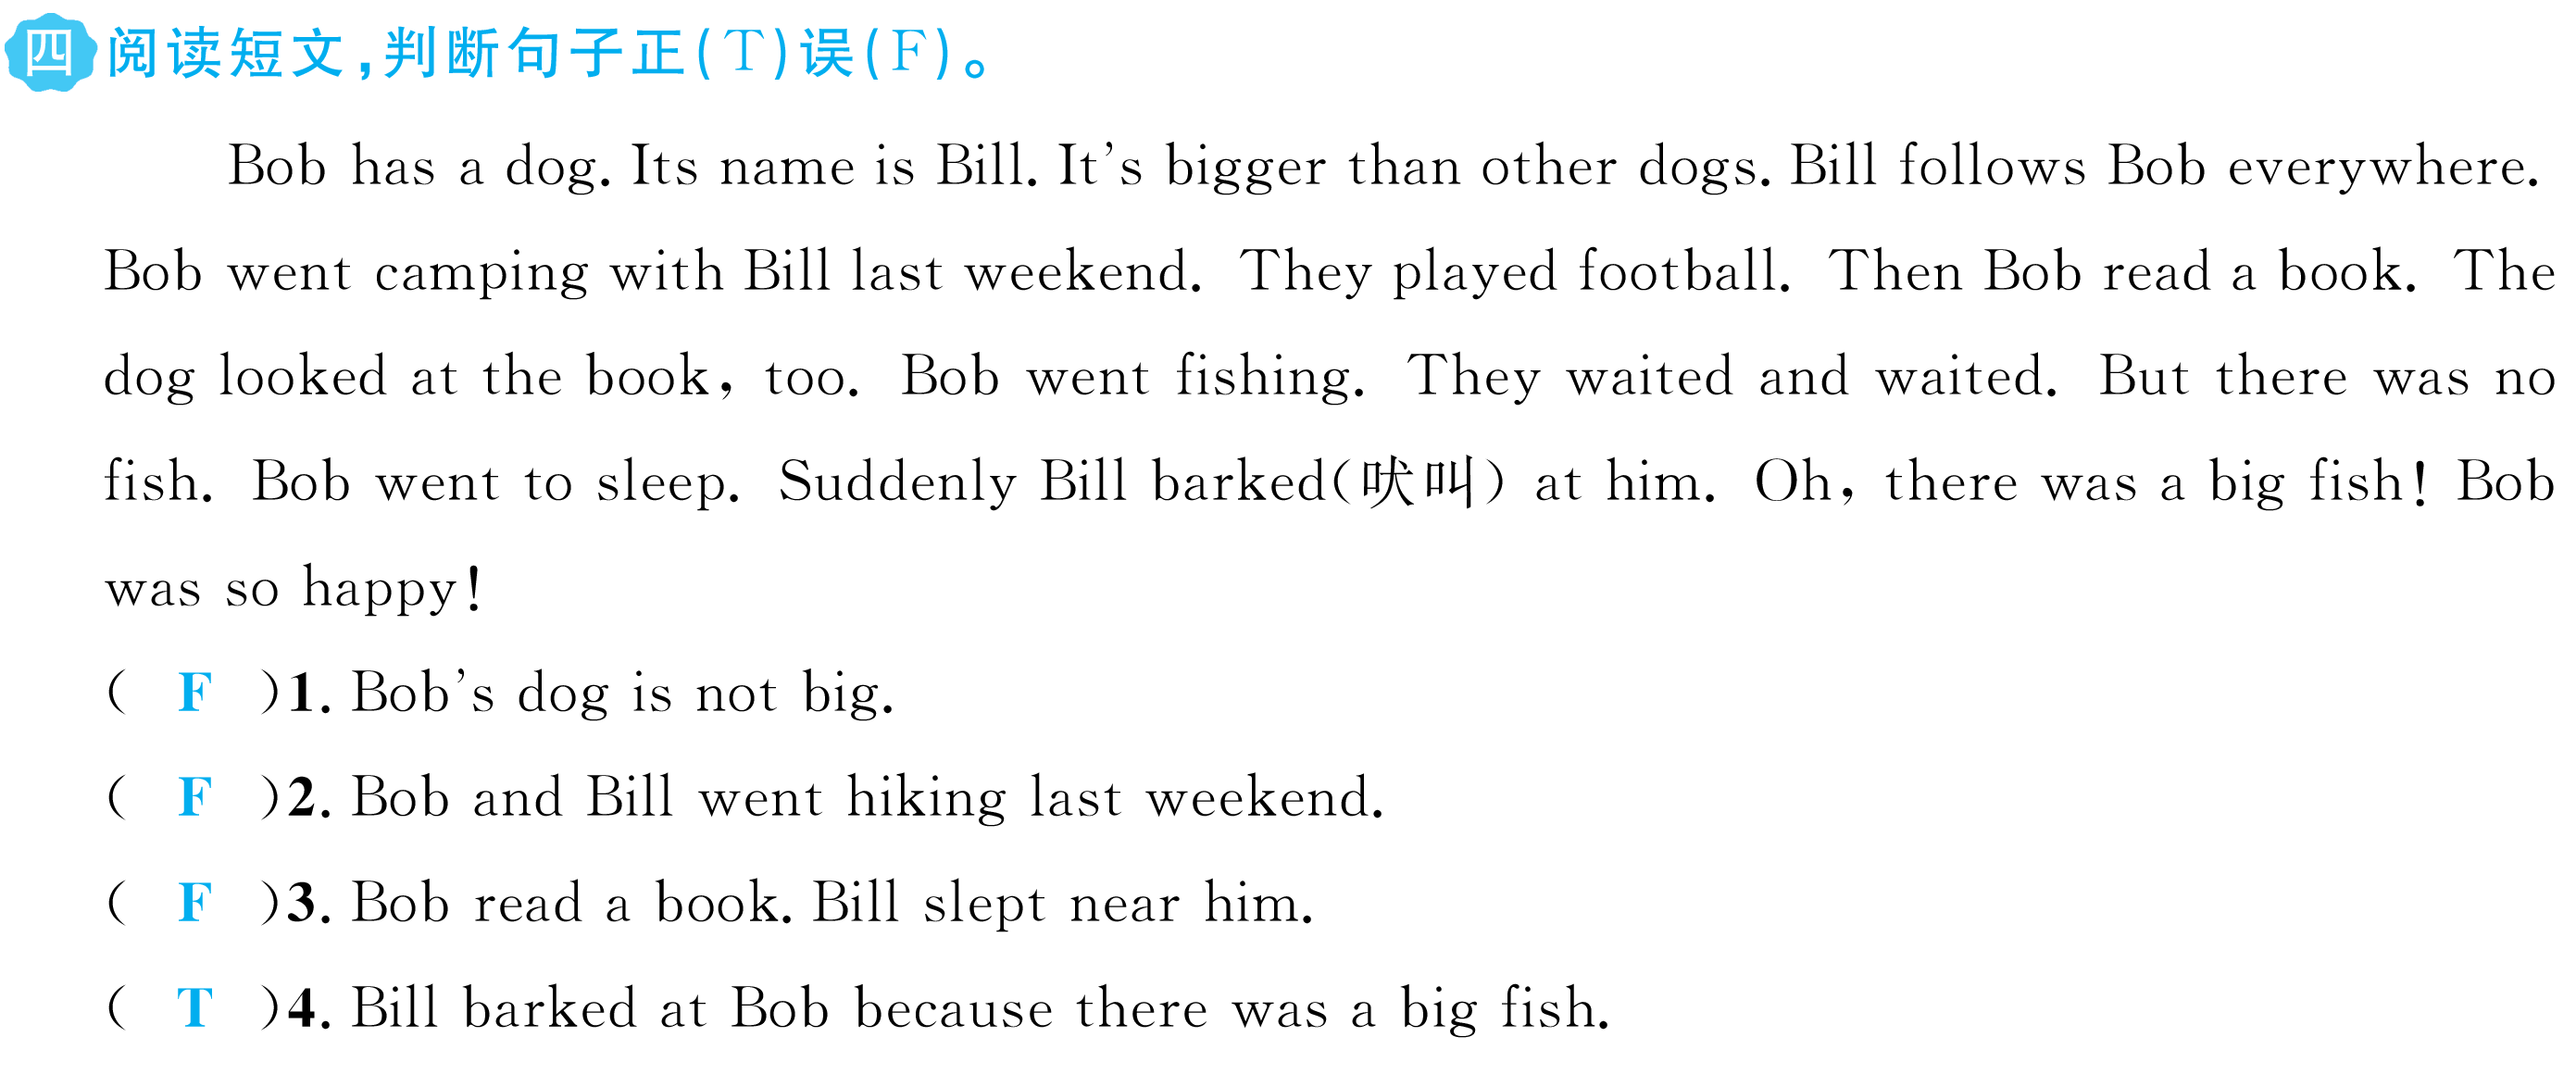 四 阅读短文,判断句子正(T)误(F)。
Bob has a dog. Its name is Bill. It's bigger than other dogs. Bill follows Bob everywhere.
Bob went camping with Bill last weekend. They played football. Then Bob read a book. The
dog looked at the book, too. Bob went fishing. They waited and waited. But there was no
fish. Bob went to sleep. Suddenly Bill barked(吠叫) at him. Oh, there was a big fish! Bob
was so happy!
( F )1. Bob's dog is not big.
( F )2. Bob and Bill went hiking last weekend.
( F )3. Bob read a book. Bill slept near him.
( T )4. Bill barked at Bob because there was a big fish.